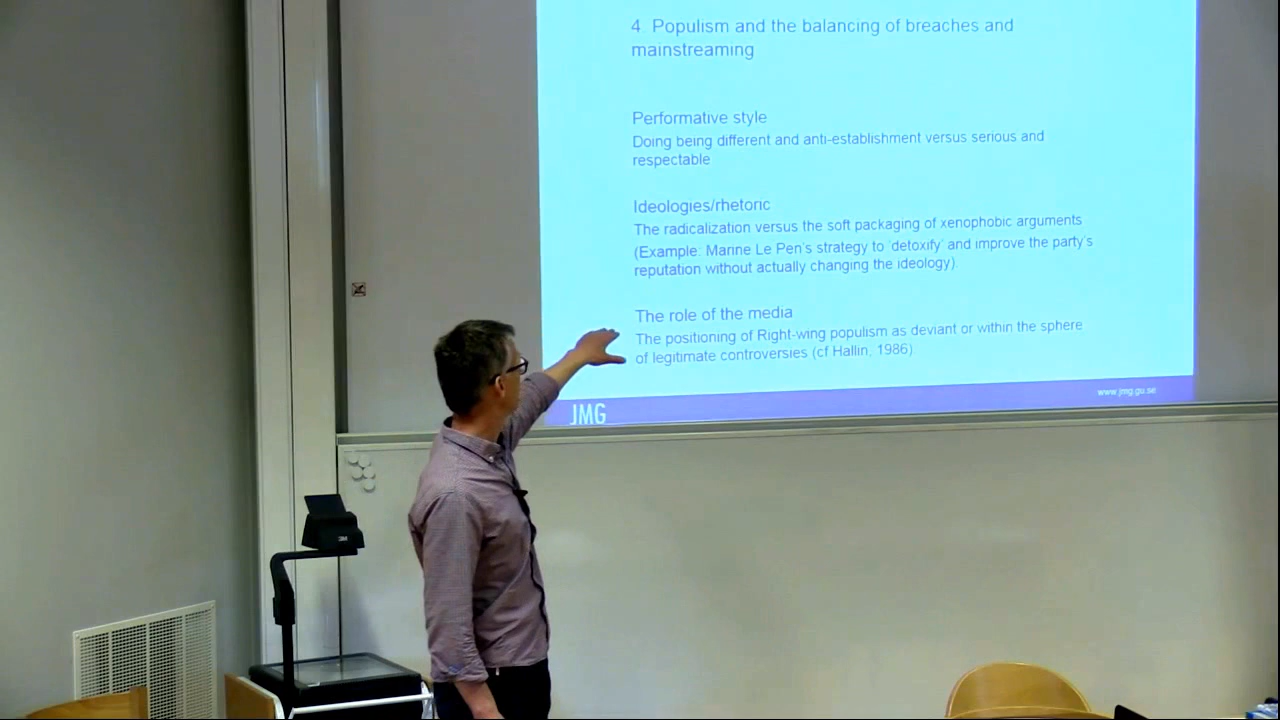 4. Populism and the balancing of breaches and
mainstreaming
Performative style
Doing being different and anti-establishment versus serious and
respectable
Ideologies/rhetoric
The radicalization versus the soft packaging of xenophobic arguments
(Example: Marine Le Pen's strategy to 'detoxify' and improve the party's
reputation without actually changing the ideology).
The role of the media
The positioning of Right-wing populism as deviant or within the sphere
of legitimate controversies (cf Hallin, 1986)
www.jmg.gu.se
JMG
3M